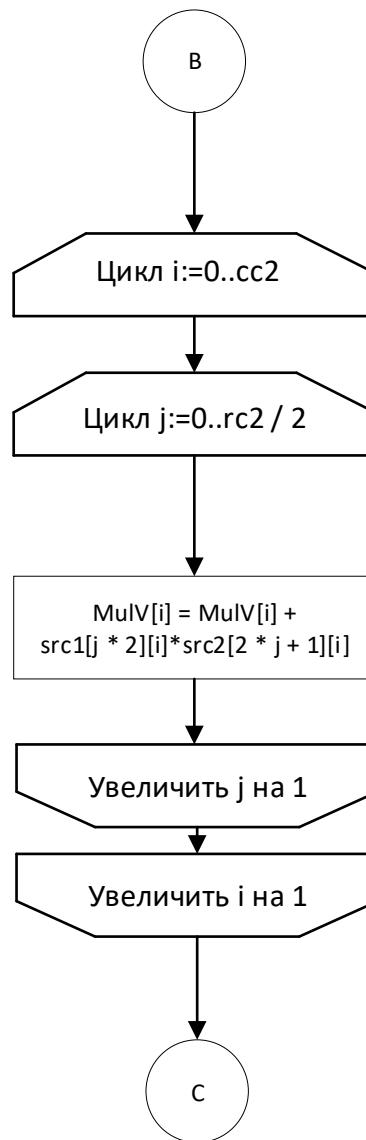 B
Цикл i:=0..cc2
Цикл j:=0..rc2 / 2
MulV[i] = MulV[i] +
src1[j * 2][i]*src2[2 * j + 1][i]
Увеличить j на 1
Увеличить i на 1
C